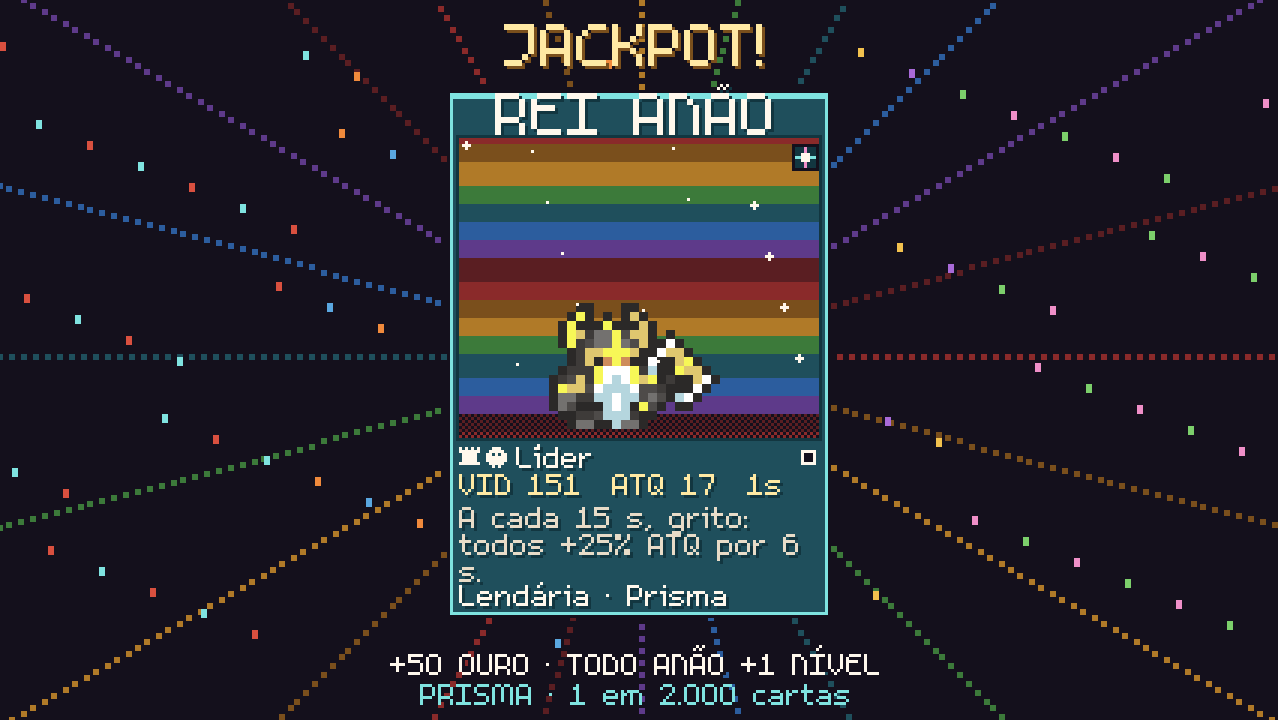 JACKPOT!
REI ANÃO
Líder
VID 151 ATQ 17 1s
A cada 15 s, grito:
todos +25% ATQ por 6
s.
Lendária · Prisma
+50 OURO · TODO ANÃO +1 NÍVEL
PRISMA · 1 em 2.000 cartas